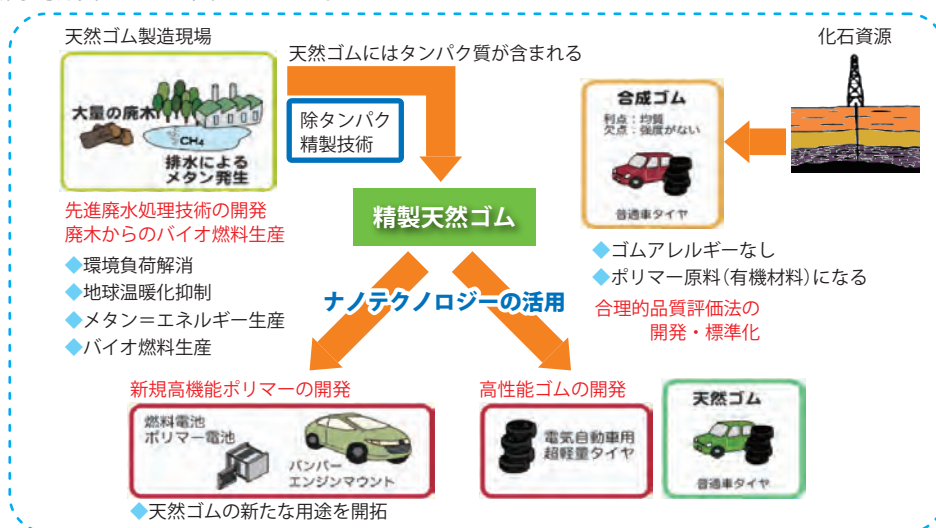 天然ゴム製造現場
大量の廃木
CH₄
排水による
メタン発生
天然ゴムにはタンパク質が含まれる
除タンパク
精製技術
化石資源
合成ゴム
利点：均質
欠点：強度がない
普通車タイヤ
先進廃水処理技術の開発
廃木からのバイオ燃料生産
◆環境負荷解消
◆地球温暖化抑制
◆メタン＝エネルギー生産
◆バイオ燃料生産
精製天然ゴム
◆ゴムアレルギーなし
◆ポリマー原料（有機材料）になる
合理的品質評価法の
開発・標準化
ナノテクノロジーの活用
新規高機能ポリマーの開発
燃料電池
ポリマー電池
バンパー
エンジンマウント
◆天然ゴムの新たな用途を開拓
高性能ゴムの開発
電気自動車用
超軽量タイヤ
天然ゴム
普通車タイヤ